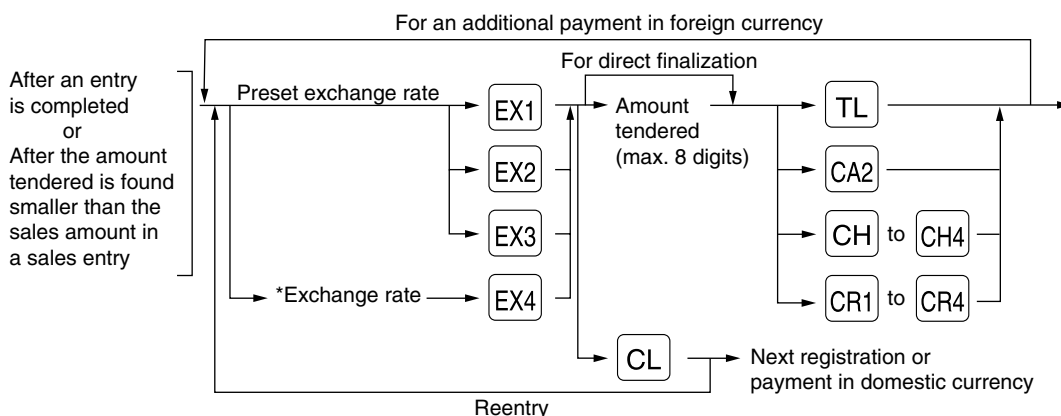 For an additional payment in foreign currency
For direct finalization
After an entry
is completed
or
After the amount
tendered is found
smaller than the
sales amount in
a sales entry
Preset exchange rate
EX1
EX2
EX3
*Exchange rate
EX4
Amount
tendered
(max. 8 digits)
TL
CA2
CH to CH4
CR1 to CR4
CL
Next registration or
payment in domestic currency
Reentry